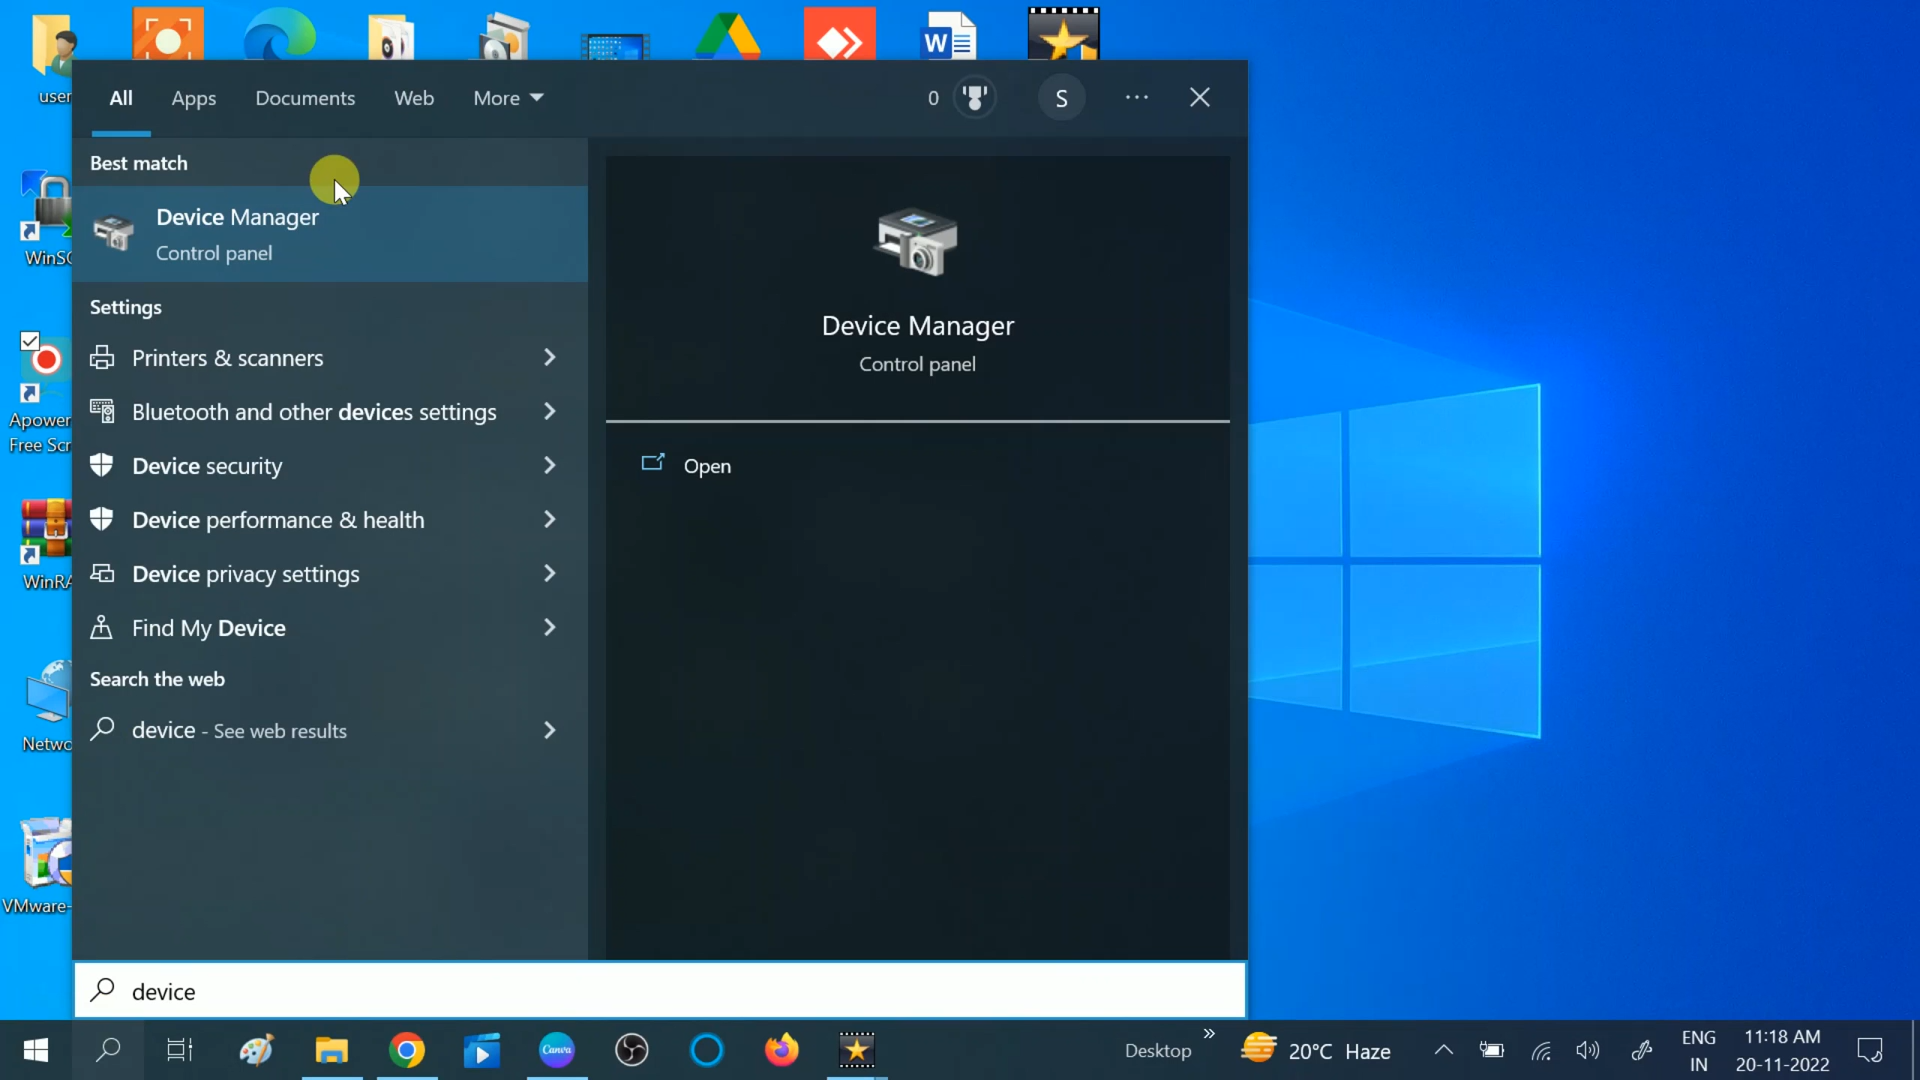 user
WinSC
Apower
Free Scr
WinRA
Netwo
VMware-
W
All
Apps
Documents
Web
More
0
S
Best match
Device Manager
Control panel
Settings
Printers & scanners
Bluetooth and other devices settings
Device security
Device performance & health
Device privacy settings
Find My Device
Search the web
device - See web results
Device Manager
Control panel
Open
device
Canva
Desktop
20°C Haze
ENG
IN
11:18 AM
20-11-2022